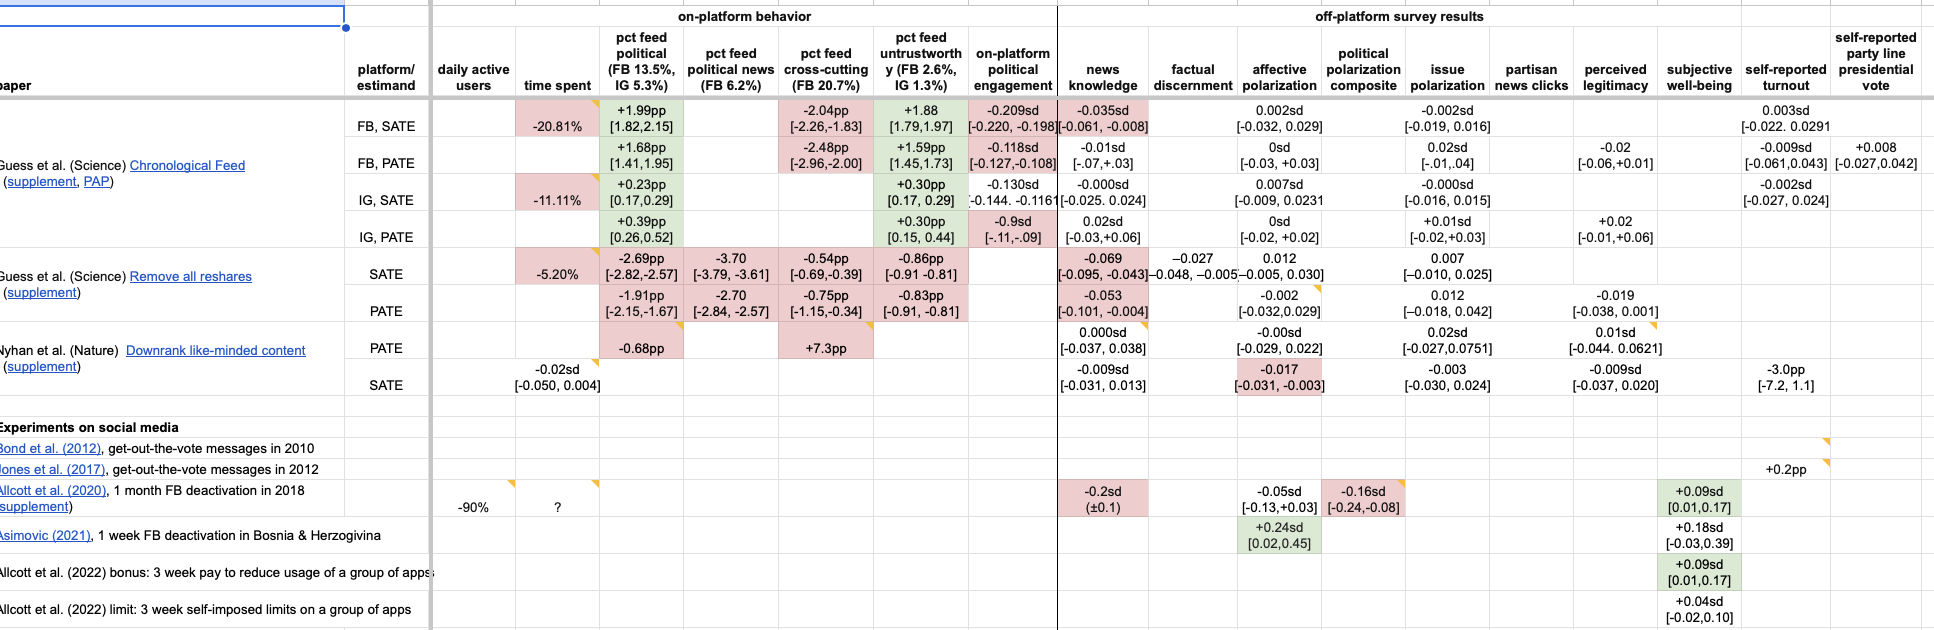 on-platform behavior
off-platform survey results
paper
platform/
estimand
daily active
users
time spent
pct feed
political
(FB 13.5%,
IG 5.3%)
pct feed
political news
(FB 6.2%)
pct feed
cross-cutting
(FB 20.7%)
pct feed
untrustworth
y (FB 2.6%,
IG 1.3%)
on-platform
political
engagement
news
knowledge
factual
discernment
affective
polarization
political
polarization
composite
issue
polarization
partisan
news clicks
perceived
legitimacy
subjective
well-being
self-reported
turnout
self-reported
party line
presidential
vote
Guess et al. (Science) Chronological Feed
(supplement, PAP)
FB, SATE
-20.81%
+1.99pp
[1.82,2.15]
-2.04pp
[-2.26,-1.83]
+1.88
[1.79,1.97]
-0.209sd
[-0.220, -0.198]
-0.035sd
[-0.061, -0.008]
0.002sd
[-0.032, 0.029]
-0.002sd
[-0.019, 0.016]
0.003sd
[-0.022. 0.0291
FB, PATE
+1.68pp
[1.41,1.95]
-2.48pp
[-2.96,-2.00]
+1.59pp
[1.45,1.73]
-0.118sd
[-0.127,-0.108]
-0.01sd
[-.07,+.03]
0sd
[-0.03, +0.03]
0.02sd
[-.01,.04]
-0.02
[-0.06,+0.01]
-0.009sd
[-0.061,0.043]
+0.008
[-0.027,0.042]
IG, SATE
-11.11%
+0.23pp
[0.17,0.29]
+0.30pp
[0.17, 0.29]
-0.130sd
[-0.144. -0.1161
-0.000sd
[-0.025. 0.024]
0.007sd
[-0.009, 0.0231
-0.000sd
[-0.016, 0.015]
-0.002sd
[-0.027, 0.024]
IG, PATE
+0.39pp
[0.26,0.52]
+0.30pp
[0.15, 0.44]
-0.9sd
[-.11,-.09]
0.02sd
[-0.03,+0.06]
0sd
[-0.02, +0.02]
+0.01sd
[-0.02,+0.03]
+0.02
[-0.01,+0.06]
Guess et al. (Science) Remove all reshares
(supplement)
SATE
-5.20%
-2.69pp
[-2.82,-2.57]
-3.70
[-3.79, -3.61]
-0.54pp
[-0.69,-0.39]
-0.86pp
[-0.91 -0.81]
-0.069
[-0.095, -0.043]
−0.027
−0.048, −0.005
0.012
−0.005, 0.030]
0.007
[−0.010, 0.025]
PATE
-1.91pp
[-2.15,-1.67]
-2.70
[-2.84, -2.57]
-0.75pp
[-1.15,-0.34]
-0.83pp
[-0.91, -0.81]
-0.053
[-0.101, -0.004]
-0.002
[-0.032,0.029]
0.012
[−0.018, 0.042]
-0.019
[-0.038, 0.001]
Nyhan et al. (Nature) Downrank like-minded content
(supplement)
PATE
-0.68pp
+7.3pp
0.000sd
[-0.037, 0.038]
-0.00sd
[-0.029, 0.022]
0.02sd
[-0.027,0.0751]
0.01sd
[-0.044. 0.0621]
SATE
-0.02sd
[-0.050, 0.004]
-0.009sd
[-0.031, 0.013]
-0.017
[-0.031, -0.003]
-0.003
[-0.030, 0.024]
-0.009sd
[-0.037, 0.020]
-3.0pp
[-7.2, 1.1]
Experiments on social media
Bond et al. (2012), get-out-the-vote messages in 2010
Jones et al. (2017), get-out-the-vote messages in 2012
+0.2pp
Allcott et al. (2020), 1 month FB deactivation in 2018
supplement)
-90%
?
-0.2sd
(±0.1)
-0.05sd
[-0.13,+0.03]
-0.16sd
[-0.24,-0.08]
+0.09sd
[0.01,0.17]
Asimovic (2021), 1 week FB deactivation in Bosnia & Herzogivina
+0.24sd
[0.02,0.45]
+0.18sd
[-0.03,0.39]
Allcott et al. (2022) bonus: 3 week pay to reduce usage of a group of apps
+0.09sd
[0.01,0.17]
Allcott et al. (2022) limit: 3 week self-imposed limits on a group of apps
+0.04sd
[-0.02,0.10]